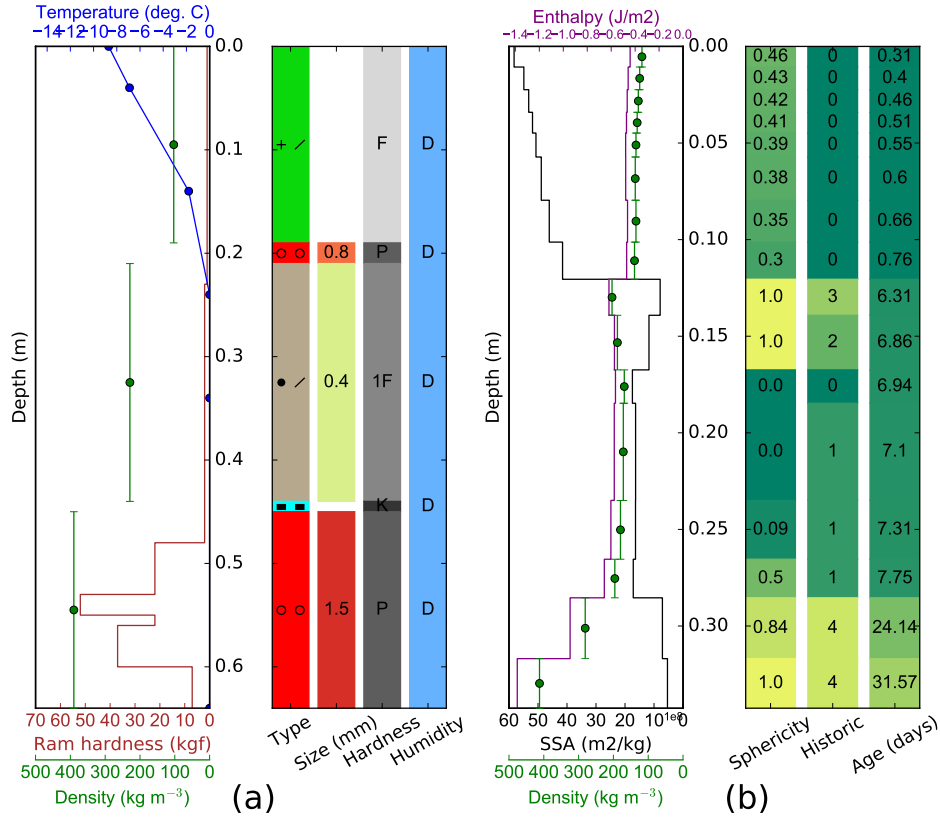 Temperature (deg. C)
−14 −12 −10 −8 −6 −4 −2 0
0.0
0.1
0.2
0.3
0.4
0.5
0.6
Depth (m)
70 60 50 40 30 20 10 0
Ram hardness (kgf)
500 400 300 200 100 0
Density (kg m−3)
F D
0.8 P D
0.4 1F D
K D
1.5 P D
Type Size (mm) Hardness Humidity
(a)
Enthalpy (J/m2)
−1.4 −1.2 −1.0 −0.8 −0.6 −0.4 −0.2 0.0
0.00
0.05
0.10
0.15
0.20
0.25
0.30
Depth (m)
60 50 40 30 20 10 0
1e8
SSA (m2/kg)
500 400 300 200 100 0
Density (kg m−3)
0.46 0 0.31
0.43 0 0.4
0.42 0 0.46
0.41 0 0.51
0.39 0 0.55
0.38 0 0.6
0.35 0 0.66
0.3 0 0.76
1.0 3 6.31
1.0 2 6.86
0.0 0 6.94
0.0 1 7.1
0.09 1 7.31
0.5 1 7.75
0.84 4 24.14
1.0 4 31.57
Sphericity Historic Age (days)
(b)